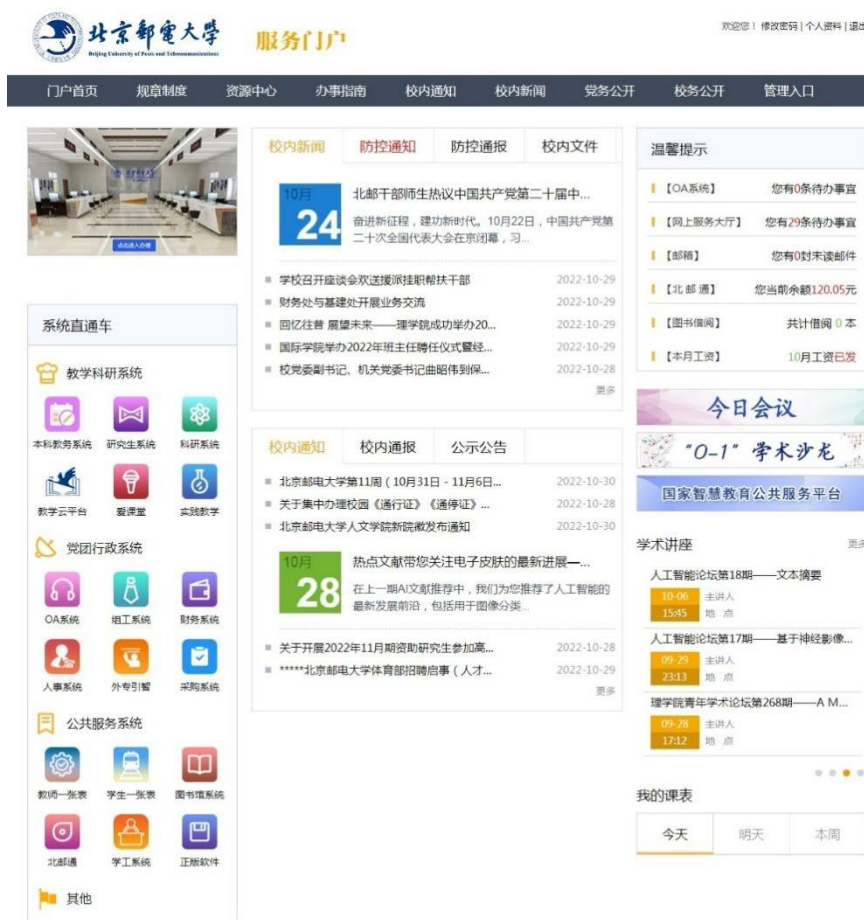 北京郵電大學
Beijing University of Posts and Telecommunications
服务门户
欢迎您！ 修改密码 | 个人资料 | 退出
门户首页 规章制度 资源中心 办事指南 校内通知 校内新闻 党务公开 校务公开 管理入口
点击进入办理
校内新闻 防控通知 防控通报 校内文件
10月
24
北邮干部师生热议中国共产党第二十届中...
奋进新征程，建功新时代。10月22日，中国共产党第
二十次全国代表大会在京闭幕，习...
学校召开座谈会欢送援派挂职帮扶干部 2022-10-29
财务处与基建处开展业务交流 2022-10-29
回忆往昔 展望未来——理学院成功举办20... 2022-10-29
国际学院举办2022年班主任聘任仪式暨经... 2022-10-29
校党委副书记、机关党委书记曲昭伟到保... 2022-10-28
更多
温馨提示
【OA系统】 您有0条待办事宜
【网上服务大厅】 您有29条待办事宜
【邮箱】 您有0封未读邮件
【北 邮 通】 您当前余额120.05元
【图书借阅】 共计借阅 0 本
【本月工资】 10月工资已发
系统直通车
教学科研系统
本科教务系统 研究生系统 科研系统
教学云平台 爱课堂 实践教学
党团行政系统
OA系统 组工系统 财务系统
人事系统 外专引智 采购系统
公共服务系统
教师一张表 学生一张表 图书馆系统
北邮通 学工系统 正版软件
其他
校内通知 校内通报 公示公告
北京邮电大学第11周（10月31日 - 11月6日... 2022-10-30
关于集中办理校园《通行证》《通停证》... 2022-10-28
北京邮电大学人文学院新院徽发布通知 2022-10-30
10月
28
热点文献带您关注电子皮肤的最新进展—...
在上一期AI文献推荐中，我们为您推荐了人工智能的
最新发展前沿，包括用于图像分类...
关于开展2022年11月期资助研究生参加高... 2022-10-28
*****北京邮电大学体育部招聘启事（人才... 2022-10-29
更多
今日会议
“0-1”学术沙龙
国家智慧教育公共服务平台
学术讲座 更多
人工智能论坛第18期——文本摘要
10-06 主讲人
15:45 地 点
人工智能论坛第17期——基于神经影像...
09-29 主讲人
23:13 地 点
理学院青年学术论坛第268期——A M...
09-28 主讲人
17:12 地 点
我的课表
今天 明天 本周